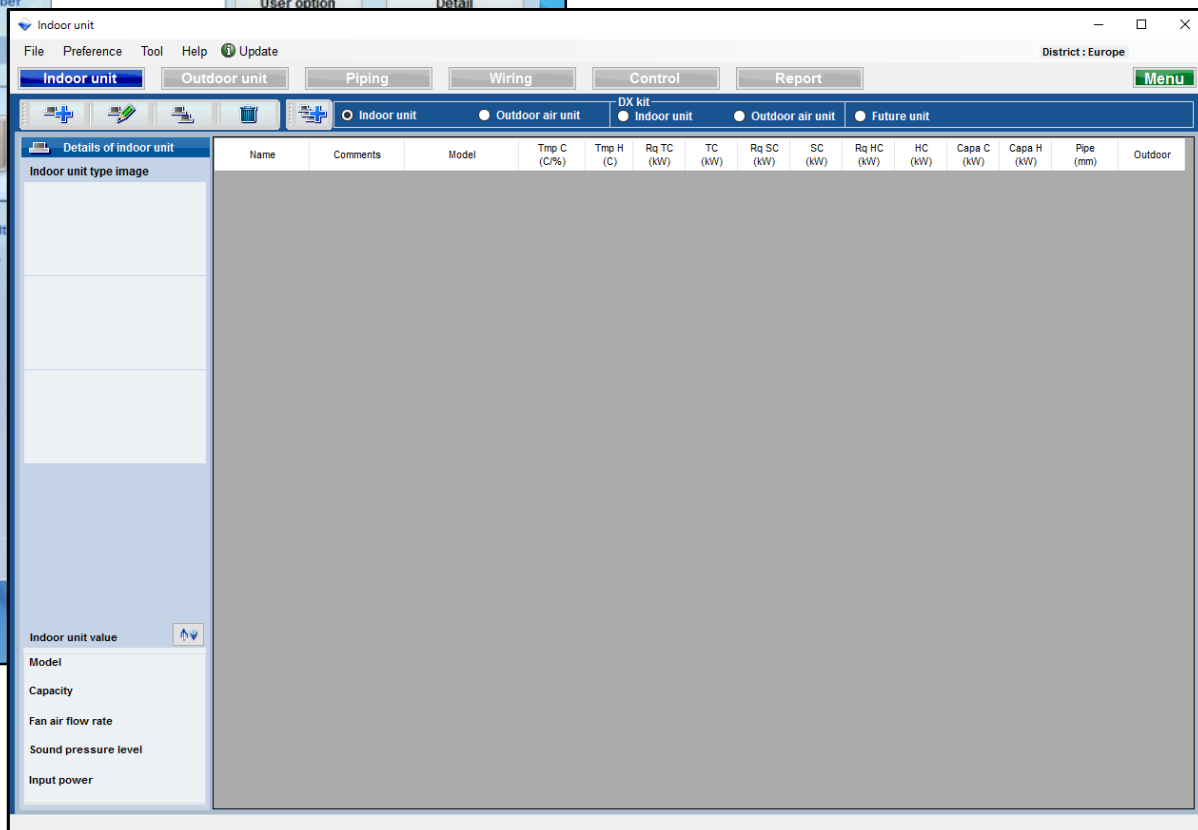 User option Detail
Indoor unit
File Preference Tool Help Update District : Europe
Indoor unit Outdoor unit Piping Wiring Control Report Menu
DX kit
Indoor unit Outdoor air unit Indoor unit Outdoor air unit Future unit
Details of indoor unit
Indoor unit type image
Name Comments Model Tmp C Tmp H Rq TC TC Rq SC SC Rq HC HC Capa C Capa H Pipe Outdoor
(C/%) (C) (kW) (kW) (kW) (kW) (kW) (kW) (kW) (kW) (mm)
Indoor unit value
Model
Capacity
Fan air flow rate
Sound pressure level
Input power